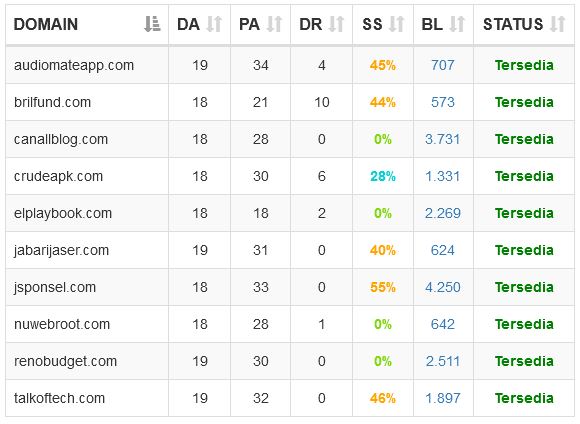 DOMAIN DA PA DR SS BL STATUS
audiomateapp.com 19 34 4 45% 707 Tersedia
brilfund.com 18 21 10 44% 573 Tersedia
canallblog.com 18 28 0 0% 3.731 Tersedia
crudeapk.com 18 30 6 28% 1.331 Tersedia
elplaybook.com 18 18 2 0% 2.269 Tersedia
jabarijaser.com 19 31 0 40% 624 Tersedia
jsponsel.com 18 33 0 55% 4.250 Tersedia
nuwebroot.com 18 28 1 0% 642 Tersedia
renobudget.com 19 30 0 0% 2.511 Tersedia
talkoftech.com 19 32 0 46% 1.897 Tersedia